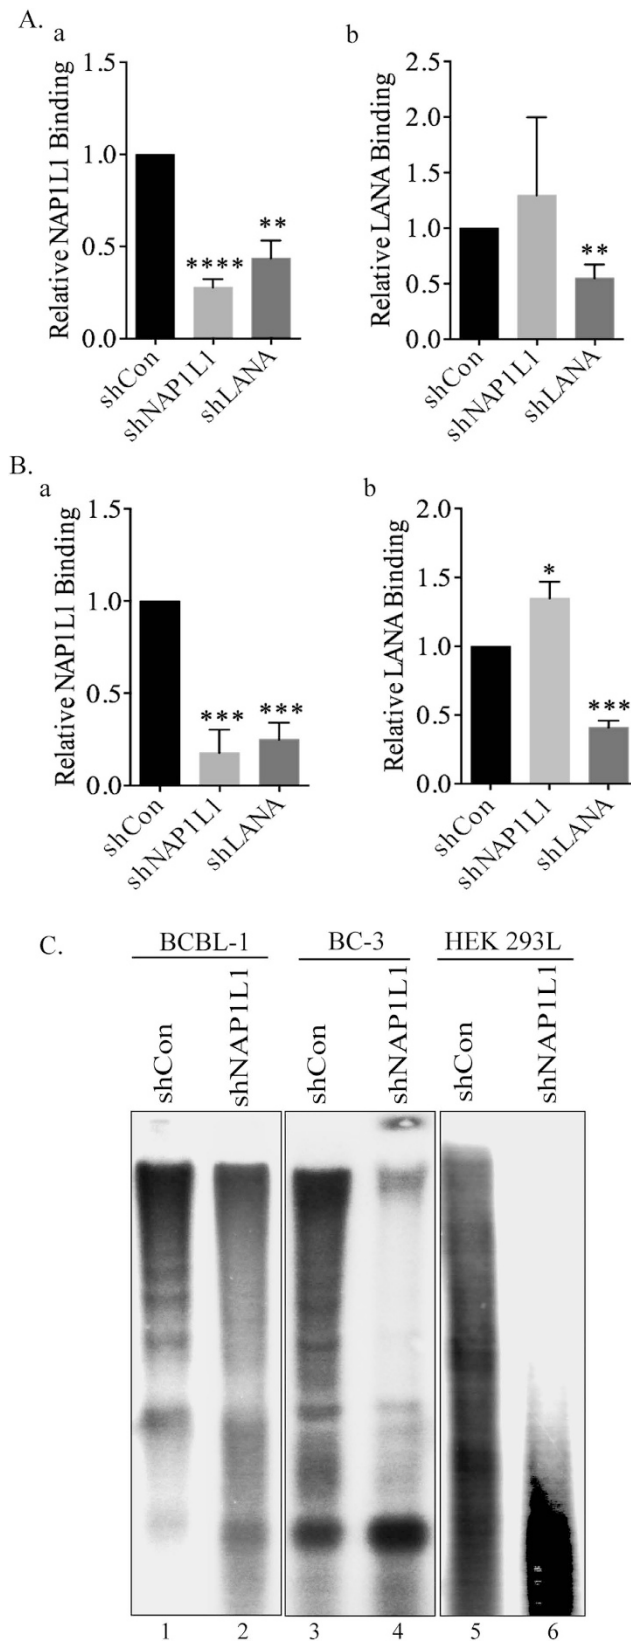 A.
a
Relative NAP1L1 Binding
1.5
1.0
0.5
0.0
****
**
shCon
shNAP1L1
shLANA
b
Relative LANA Binding
2.5
2.0
1.5
1.0
0.5
0.0
**
shCon
shNAP1L1
shLANA
B.
a
Relative NAP1L1 Binding
1.5
1.0
0.5
0.0
***
***
shCon
shNAP1L1
shLANA
b
Relative LANA Binding
2.0
1.5
1.0
0.5
0.0
*
***
shCon
shNAP1L1
shLANA
C.
BCBL-1
BC-3
HEK 293L
shCon
shNAP1L1
shCon
shNAP1L1
shCon
shNAP1L1
1
2
3
4
5
6